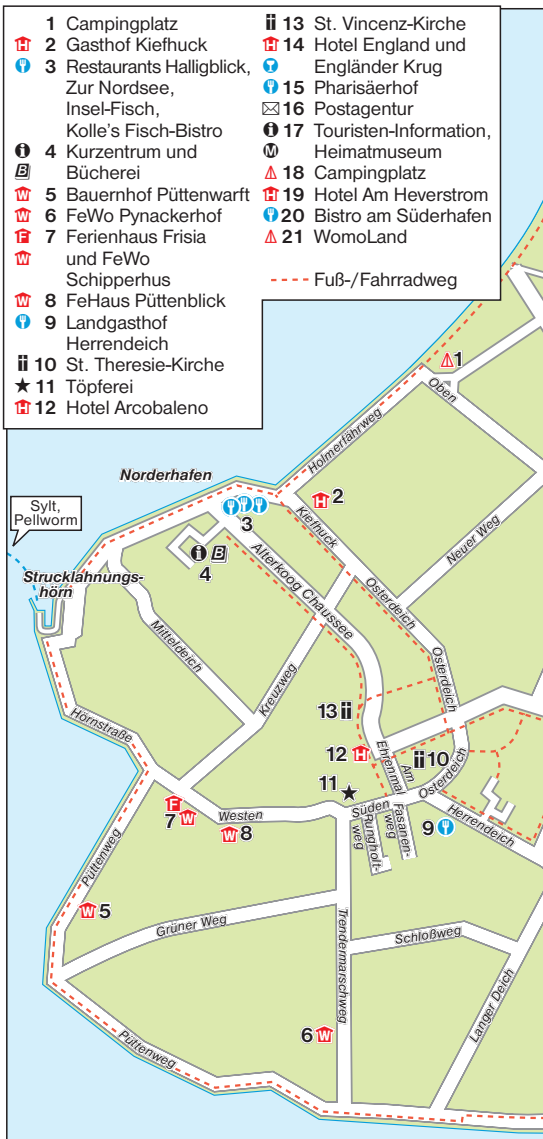 1 Campingplatz
2 Gasthof Kiefhuck
3 Restaurants Halligblick,
Zur Nordsee,
Insel-Fisch,
Kolle's Fisch-Bistro
4 Kurzentrum und
B Bücherei
W 5 Bauernhof Püttenwarft
W 6 FeWo Pynackerhof
F 7 Ferienhaus Frisia
W und FeWo
Schipperhus
W 8 FeHaus Püttenblick
9 Landgasthof
Herrendeich
10 St. Theresie-Kirche
11 Töpferei
H 12 Hotel Arcobaleno
13 St. Vincenz-Kirche
H 14 Hotel England und
Engländer Krug
15 Pharisäerhof
16 Postagentur
17 Touristen-Information,
M Heimatmuseum
18 Campingplatz
H 19 Hotel Am Heverstrom
20 Bistro am Süderhafen
21 WomoLand
Fuß-/Fahrradweg
1
Oben
Holmerfährweg
Norderhafen
H 2
3
Kiefhuck
Neuer Weg
Sylt,
Pellworm
B
4
Alterkoog Chaussee
Osterdeich
Strucklahnungs-
hörn
Mitteldeich
Kreuzweg
Osterdeich
Hörnstraße
13
12 H
Am
Ehrenmal
10
Osterdeich
11
F
7 W
Westen
W 8
Süden
Rungholt-
weg
Fasanen-
weg
9
Herrendeich
Püttenweg
W 5
Grüner Weg
Trendermarschweg
Schloßweg
Langer Deich
6 W
Püttenweg